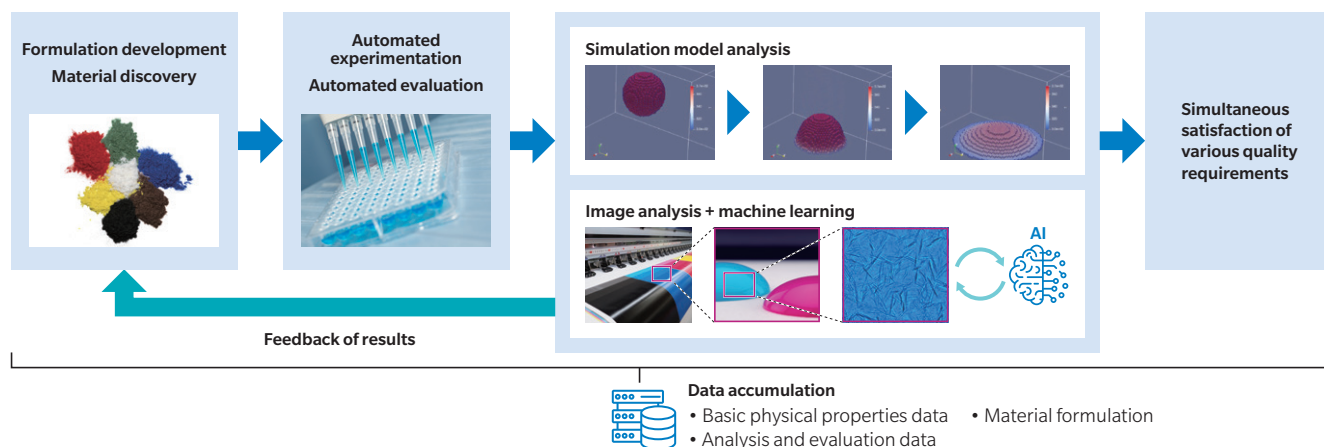 Formulation development
Material discovery
Automated
experimentation
Automated evaluation
Simulation model analysis
Image analysis + machine learning
AI
Simultaneous
satisfaction of
various quality
requirements
Feedback of results
Data accumulation
• Basic physical properties data
• Material formulation
• Analysis and evaluation data